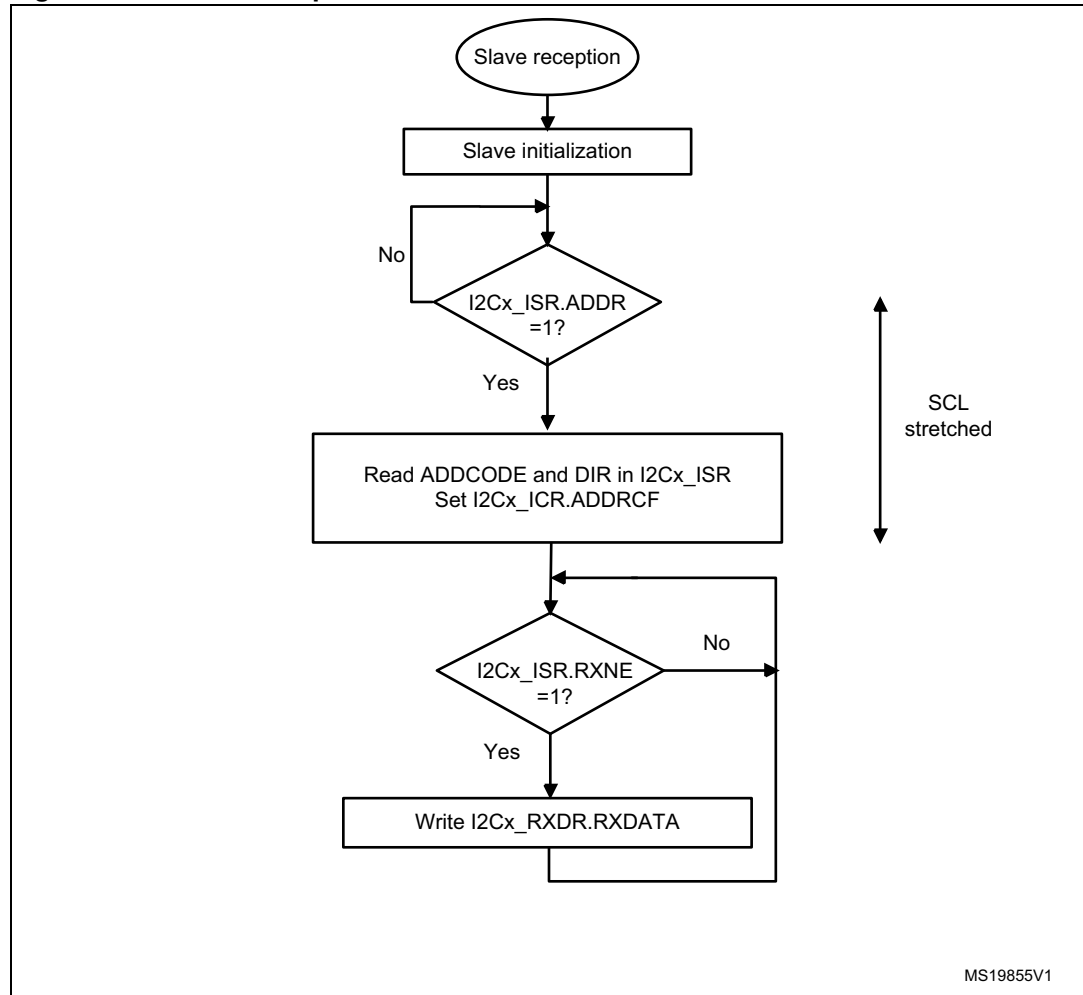 Slave reception
Slave initialization
No
I2Cx_ISR.ADDR
=1?
Yes
SCL
stretched
Read ADDCODE and DIR in I2Cx_ISR
Set I2Cx_ICR.ADDRCF
No
I2Cx_ISR.RXNE
=1?
Yes
Write I2Cx_RXDR.RXDATA
MS19855V1